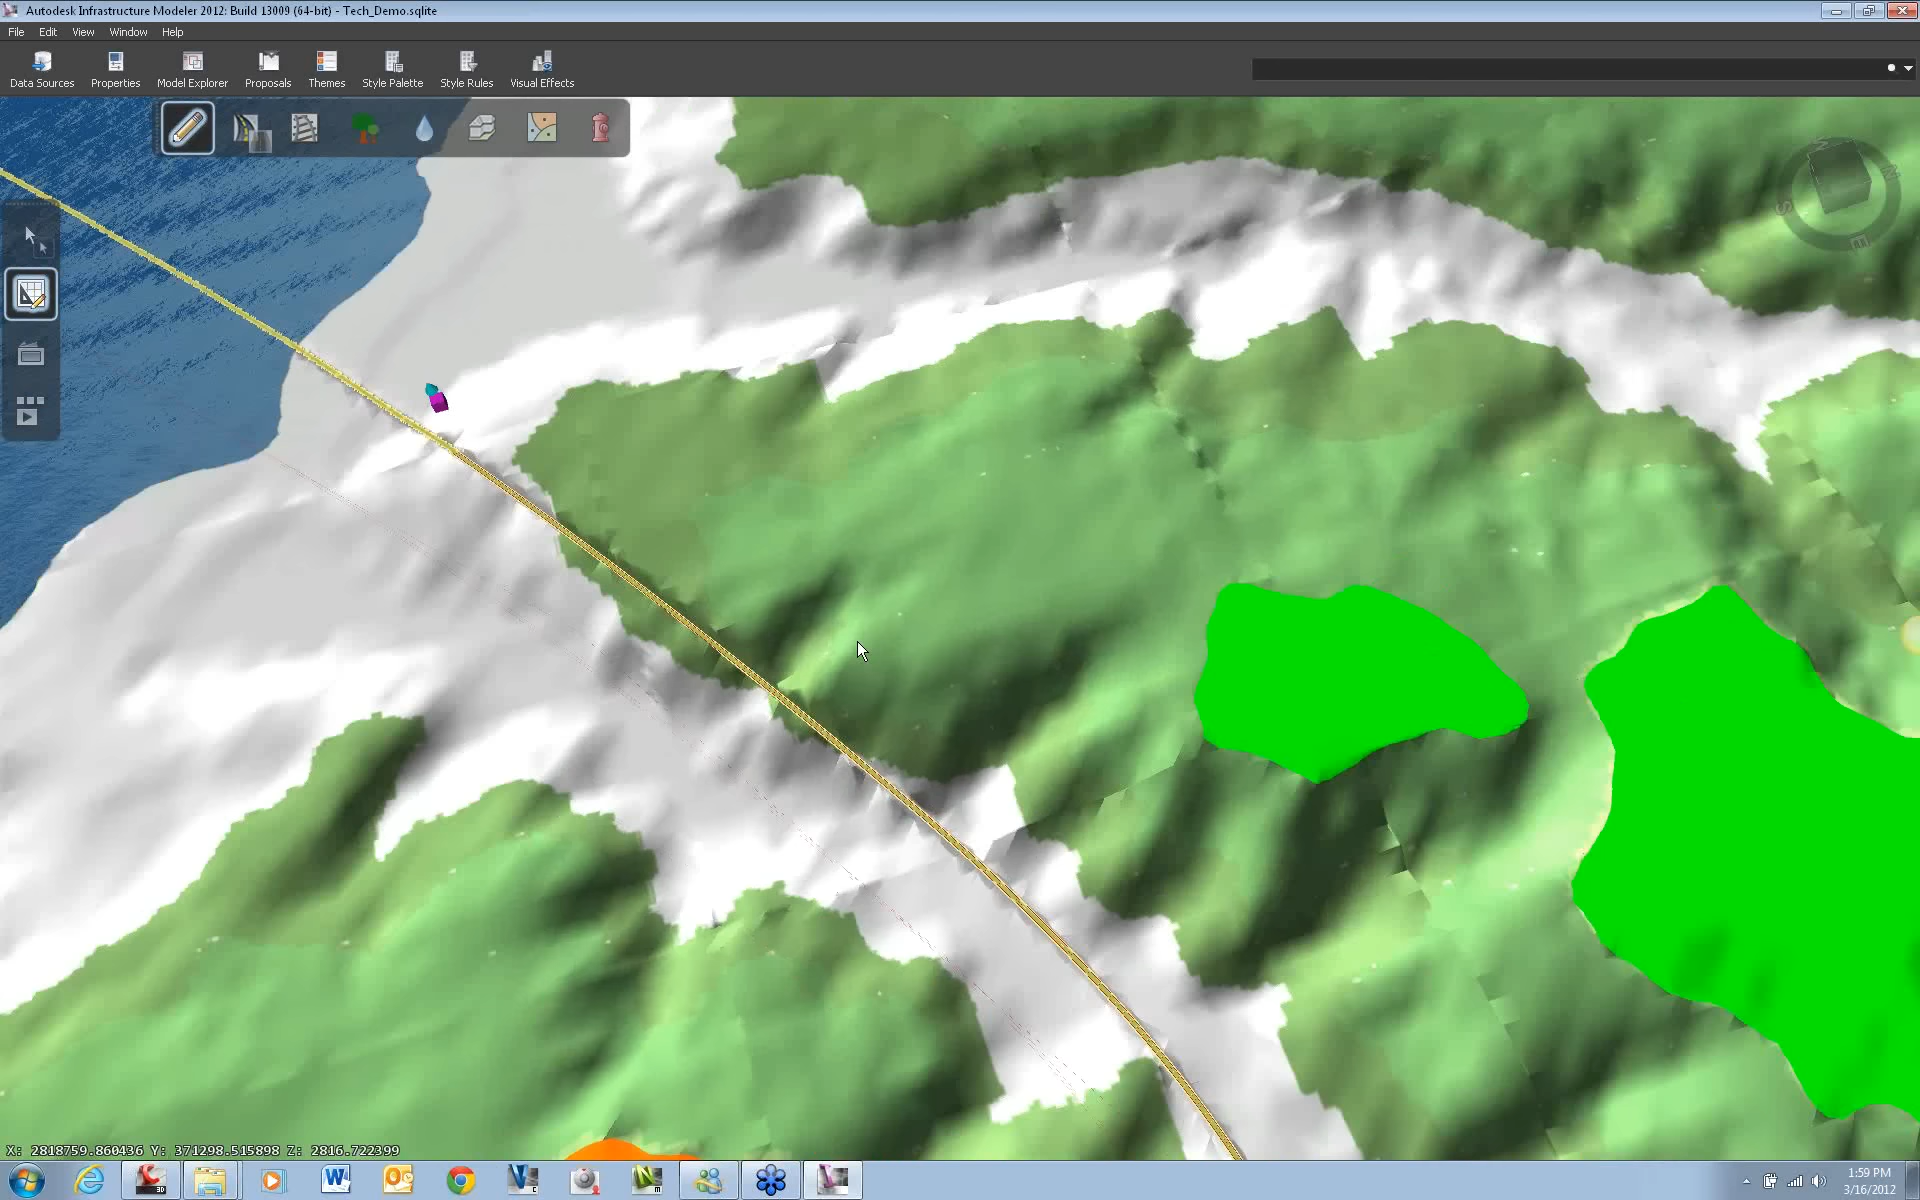 Autodesk Infrastructure Modeler 2012: Build 13009 (64-bit) - Tech_Demo.sqlite
File Edit View Window Help
Data Sources Properties Model Explorer Proposals Themes Style Palette Style Rules Visual Effects
S
E
X: 2818759.860436 Y: 371298.515898 Z: 2816.722399
1:59 PM
3/16/2012